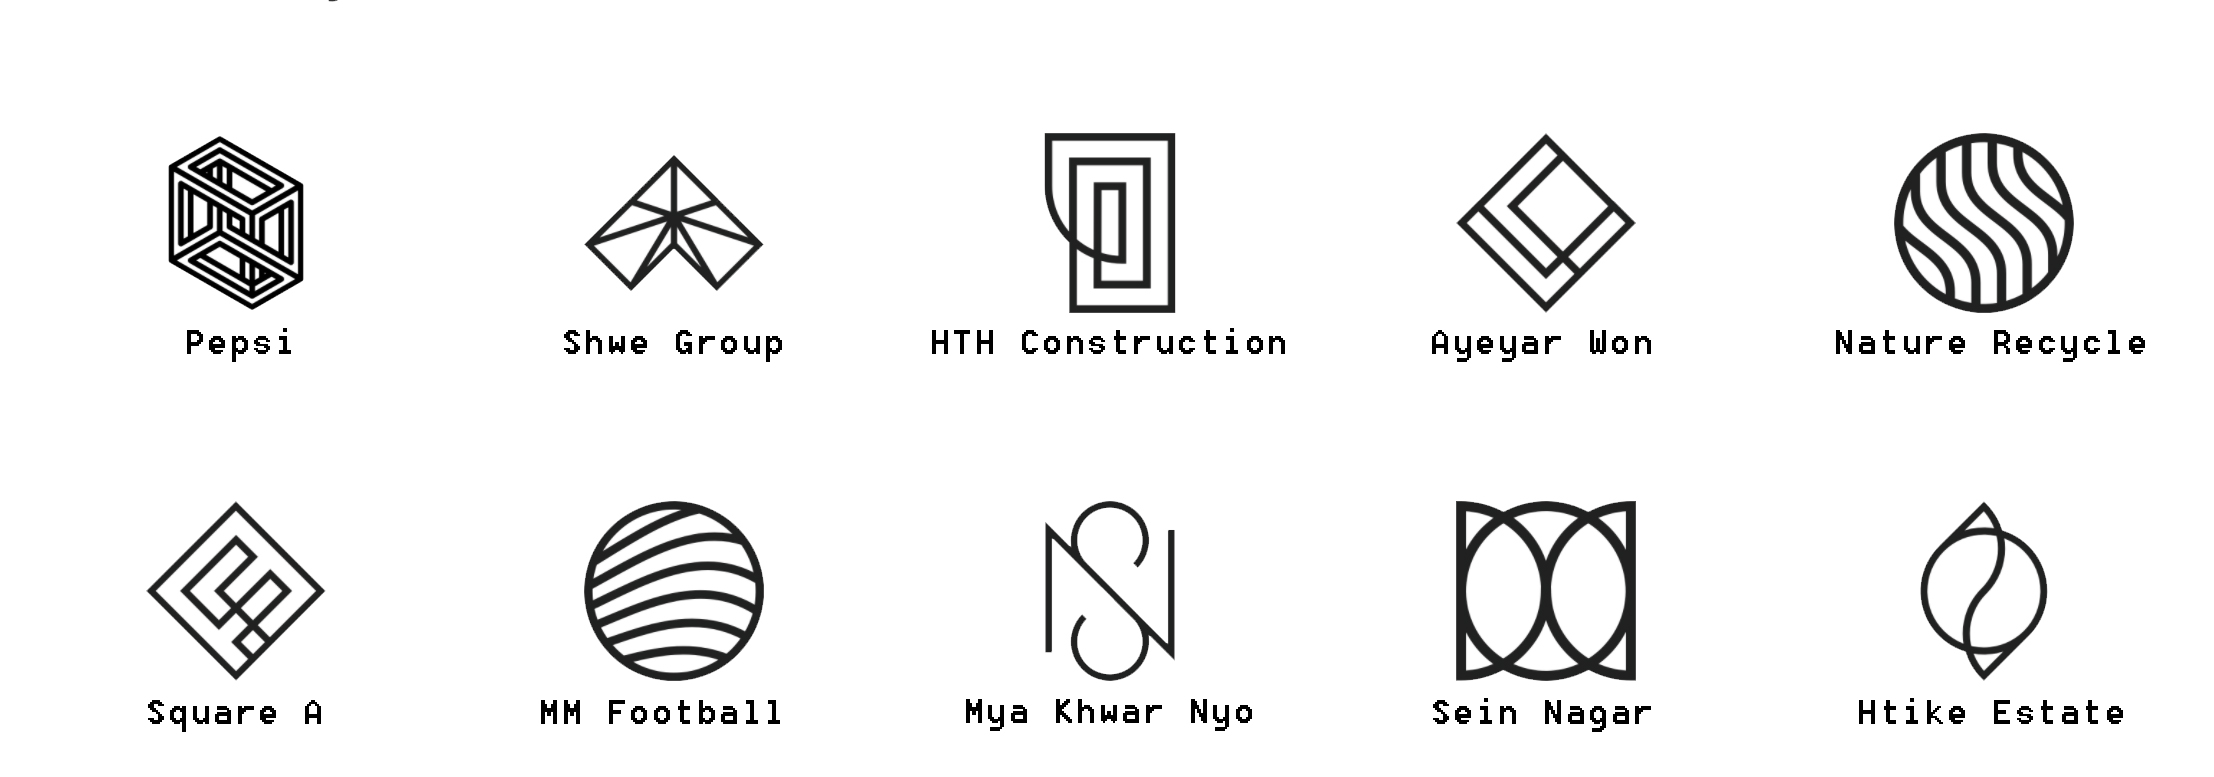 Pepsi
Shwe Group
HTH Construction
Ayeyar Won
Nature Recycle
Square A
MM Football
Mya Khwar Nyo
Sein Nagar
Htike Estate